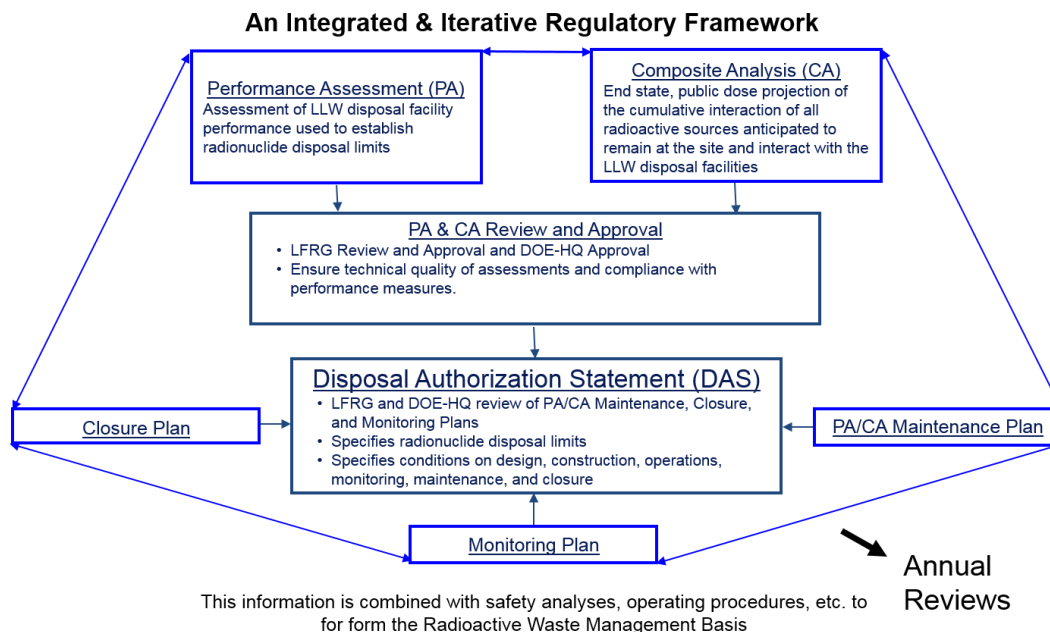 An Integrated & Iterative Regulatory Framework
Performance Assessment (PA)
Assessment of LLW disposal facility
performance used to establish
radionuclide disposal limits
Composite Analysis (CA)
End state, public dose projection of
the cumulative interaction of all
radioactive sources anticipated to
remain at the site and interact with the
LLW disposal facilities
PA & CA Review and Approval
• LFRG Review and Approval and DOE-HQ Approval
• Ensure technical quality of assessments and compliance with
performance measures.
Disposal Authorization Statement (DAS)
• LFRG and DOE-HQ review of PA/CA Maintenance, Closure,
and Monitoring Plans
• Specifies radionuclide disposal limits
• Specifies conditions on design, construction, operations,
monitoring, maintenance, and closure
Closure Plan
PA/CA Maintenance Plan
Monitoring Plan
Annual
Reviews
This information is combined with safety analyses, operating procedures, etc. to
for form the Radioactive Waste Management Basis